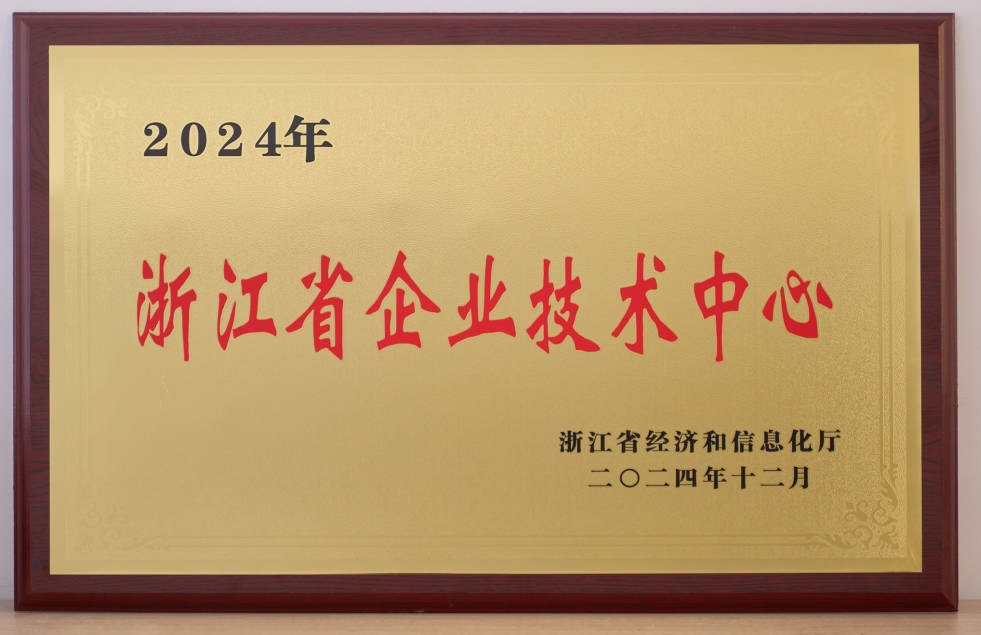 2024年
浙江省企业技术中心
浙江省经济和信息化厅
二〇二四年十二月